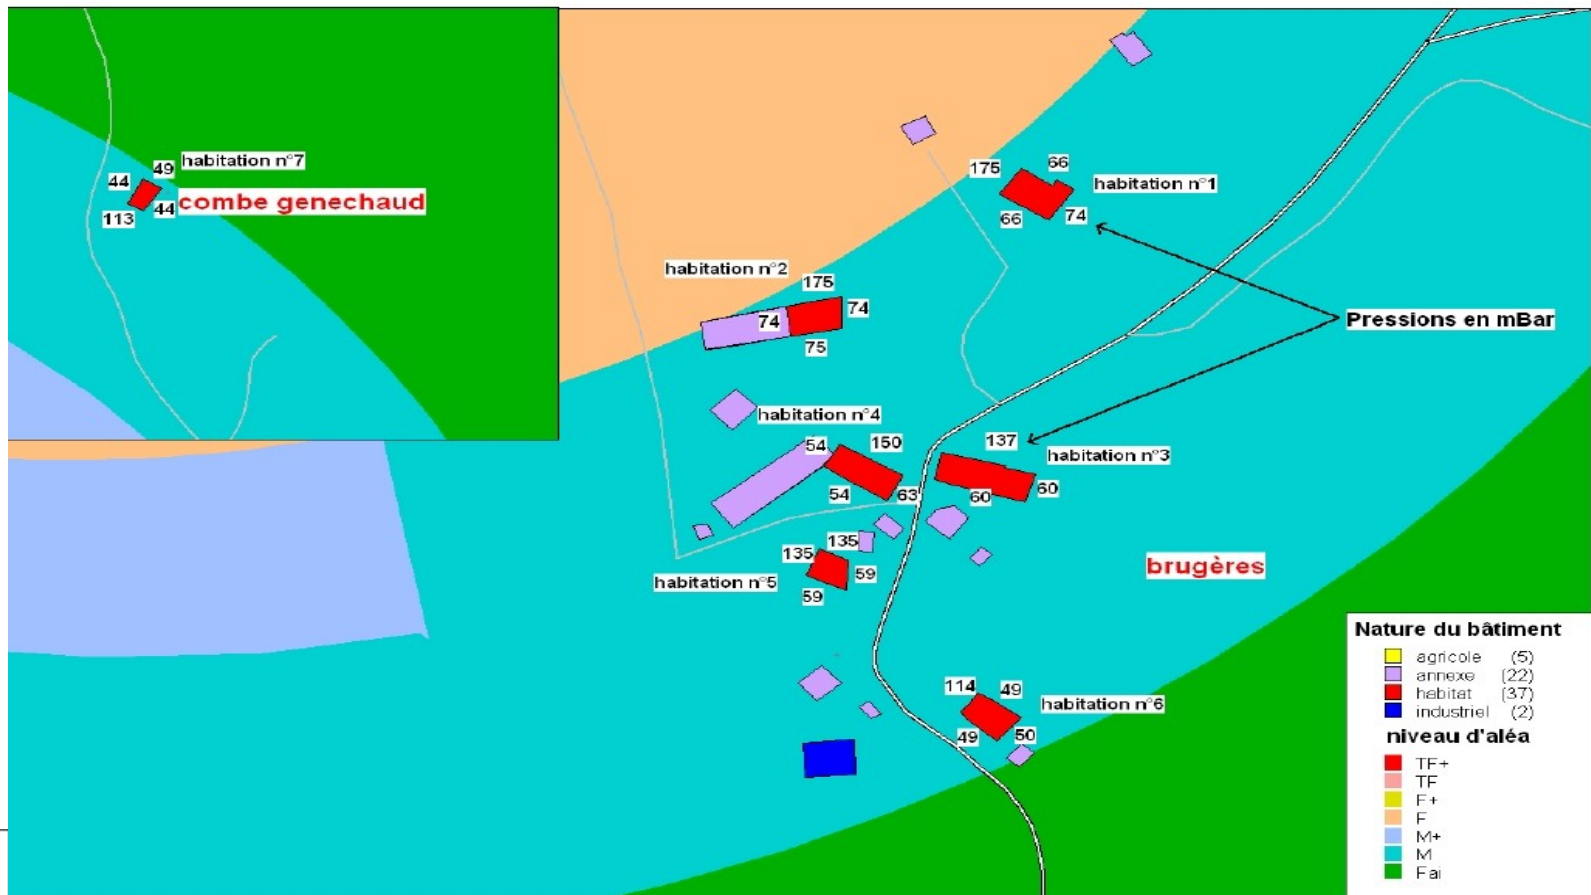 habitation n°7
49
44
combe genechaud
44
113
175
66
habitation n°1
66
74
habitation n°2
175
74
74
75
Pressions en mBar
habitation n°4
54
150
54
63
137
habitation n°3
60
60
135
135
59
habitation n°5
59
brugères
114
49
habitation n°6
49
50
Nature du bâtiment
agricole (5)
annexe (22)
habitat (37)
industriel (2)
niveau d'aléa
TF+
TF
F+
F
M+
M
Fai